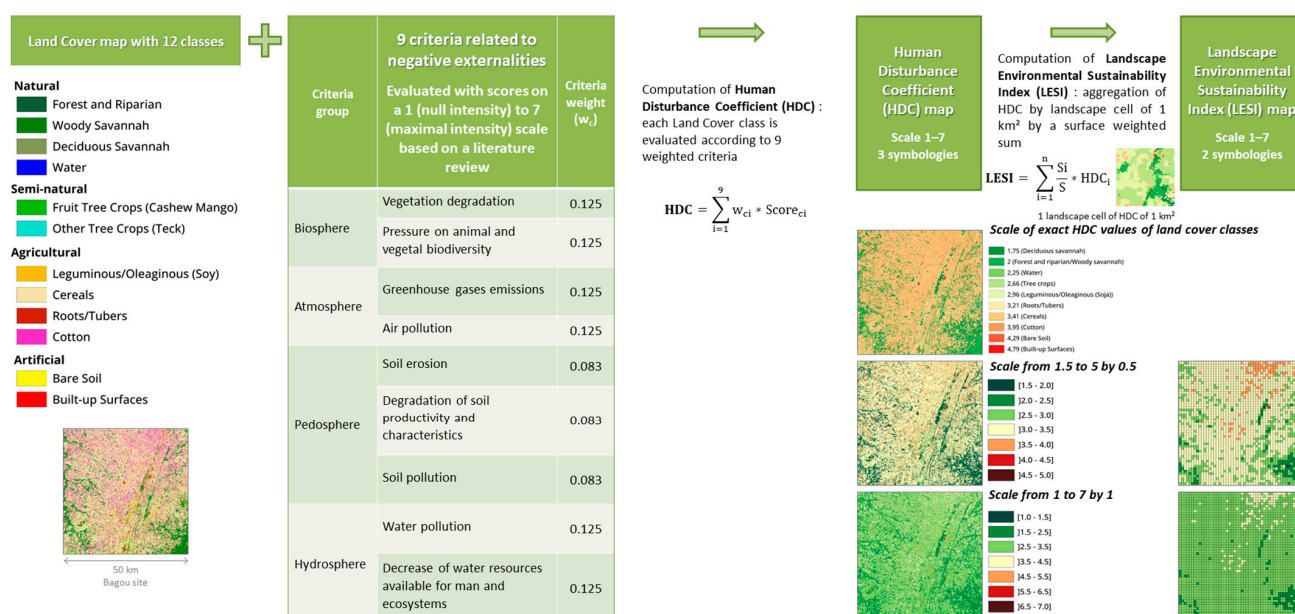 Land Cover map with 12 classes
Natural
Forest and Riparian
Woody Savannah
Deciduous Savannah
Water
Semi-natural
Fruit Tree Crops (Cashew Mango)
Other Tree Crops (Teck)
Agricultural
Leguminous/Oleaginous (Soy)
Cereals
Roots/Tubers
Cotton
Artificial
Bare Soil
Built-up Surfaces
50 km
Bagou site
Criteria
group
9 criteria related to
negative externalities
Evaluated with scores on
a 1 (null intensity) to 7
(maximal intensity) scale
based on a literature
review
Criteria
weight
(wc)
Biosphere
Vegetation degradation
0.125
Pressure on animal and
vegetal biodiversity
0.125
Atmosphere
Greenhouse gases emissions
0.125
Air pollution
0.125
Pedosphere
Soil erosion
0.083
Degradation of soil
productivity and
characteristics
0.083
Soil pollution
0.083
Hydrosphere
Water pollution
0.125
Decrease of water resources
available for man and
ecosystems
0.125
Computation of Human
Disturbance Coefficient (HDC) :
each Land Cover class is
evaluated according to 9
weighted criteria
HDC = ∑ i=1 9 wci * Scoreci
Human
Disturbance
Coefficient
(HDC) map
Scale 1–7
3 symbologies
Computation of Landscape
Environmental Sustainability
Index (LESI) : aggregation of
HDC by landscape cell of 1
km² by a surface weighted
sum
LESI = ∑ i=1 n Si/S * HDCi
1 landscape cell of HDC of 1 km²
Landscape
Environmental
Sustainability
Index (LESI) map
Scale 1–7
2 symbologies
Scale of exact HDC values of land cover classes
1,75 (Deciduous savannah)
2 (Forest and riparian/Woody savannah)
2,25 (Water)
2,66 (Tree crops)
2,96 (Leguminous/Oleaginous (Soja))
3,21 (Roots/Tubers)
3,41 (Cereals)
3,95 (Cotton)
4,29 (Bare Soil)
4,79 (Built-up Surfaces)
Scale from 1.5 to 5 by 0.5
[1.5 - 2.0]
]2.0 - 2.5]
]2.5 - 3.0]
]3.0 - 3.5]
]3.5 - 4.0]
]4.0 - 4.5]
]4.5 - 5.0]
Scale from 1 to 7 by 1
[1.0 - 1.5]
]1.5 - 2.5]
]2.5 - 3.5]
]3.5 - 4.5]
]4.5 - 5.5]
]5.5 - 6.5]
]6.5 - 7.0]